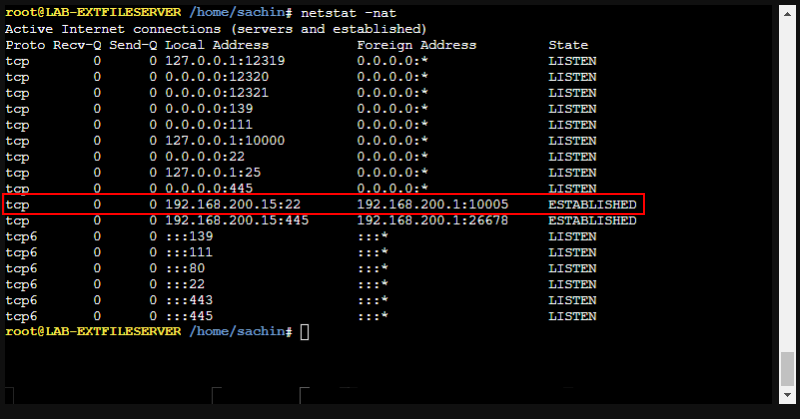 root@LAB-EXTFILESERVER /home/sachin# netstat -nat
Active Internet connections (servers and established)
Proto Recv-Q Send-Q Local Address           Foreign Address         State
tcp        0      0 127.0.0.1:12319         0.0.0.0:*               LISTEN
tcp        0      0 0.0.0.0:12320           0.0.0.0:*               LISTEN
tcp        0      0 0.0.0.0:12321           0.0.0.0:*               LISTEN
tcp        0      0 0.0.0.0:139             0.0.0.0:*               LISTEN
tcp        0      0 0.0.0.0:111             0.0.0.0:*               LISTEN
tcp        0      0 127.0.0.1:10000         0.0.0.0:*               LISTEN
tcp        0      0 0.0.0.0:22              0.0.0.0:*               LISTEN
tcp        0      0 127.0.0.1:25            0.0.0.0:*               LISTEN
tcp        0      0 0.0.0.0:445             0.0.0.0:*               LISTEN
tcp        0      0 192.168.200.15:22       192.168.200.1:10005     ESTABLISHED
tcp        0      0 192.168.200.15:445      192.168.200.1:26678     ESTABLISHED
tcp6       0      0 :::139                  :::*                    LISTEN
tcp6       0      0 :::111                  :::*                    LISTEN
tcp6       0      0 :::80                   :::*                    LISTEN
tcp6       0      0 :::22                   :::*                    LISTEN
tcp6       0      0 :::443                  :::*                    LISTEN
tcp6       0      0 :::445                  :::*                    LISTEN
root@LAB-EXTFILESERVER /home/sachin#